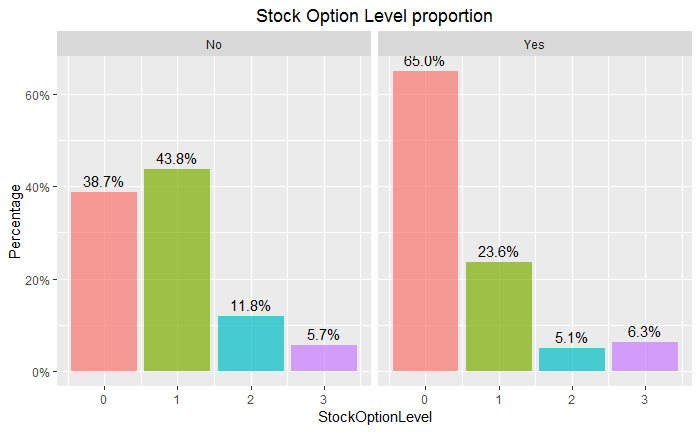 Stock Option Level proportion
No
Yes
Percentage
60%
40%
20%
0%
38.7%
43.8%
11.8%
5.7%
65.0%
23.6%
5.1%
6.3%
0 1 2 3
0 1 2 3
StockOptionLevel